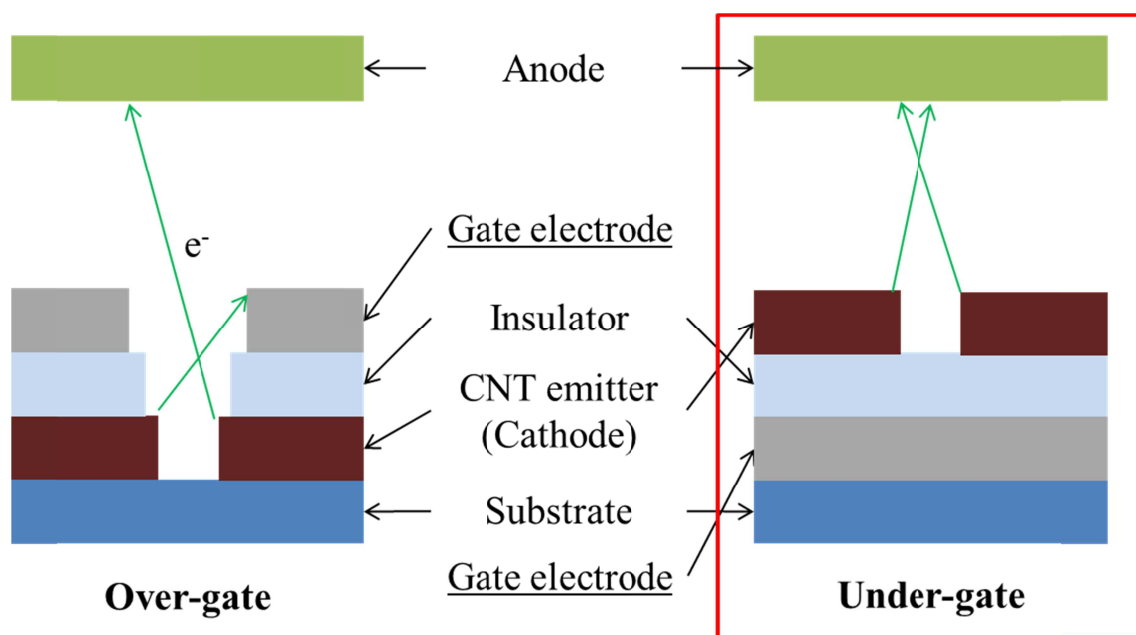 Anode
Gate electrode
e-
Insulator
CNT emitter
(Cathode)
Substrate
Gate electrode
Over-gate
Under-gate